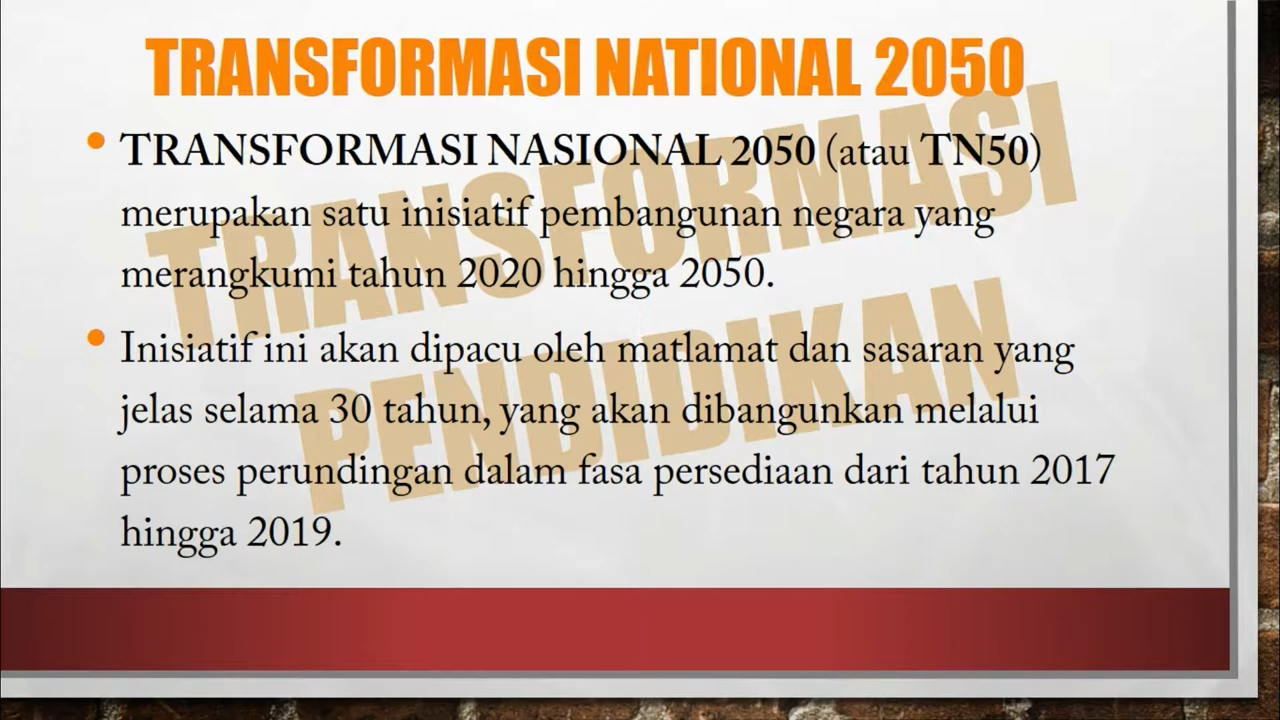 TRANSFORMASI NATIONAL 2050
• TRANSFORMASI NASIONAL 2050 (atau TN50)
merupakan satu inisiatif pembangunan negara yang
merangkumi tahun 2020 hingga 2050.
• Inisiatif ini akan dipacu oleh matlamat dan sasaran yang
jelas selama 30 tahun, yang akan dibangunkan melalui
proses perundingan dalam fasa persediaan dari tahun 2017
hingga 2019.
TRANSFORMASI
PENDIDIKAN